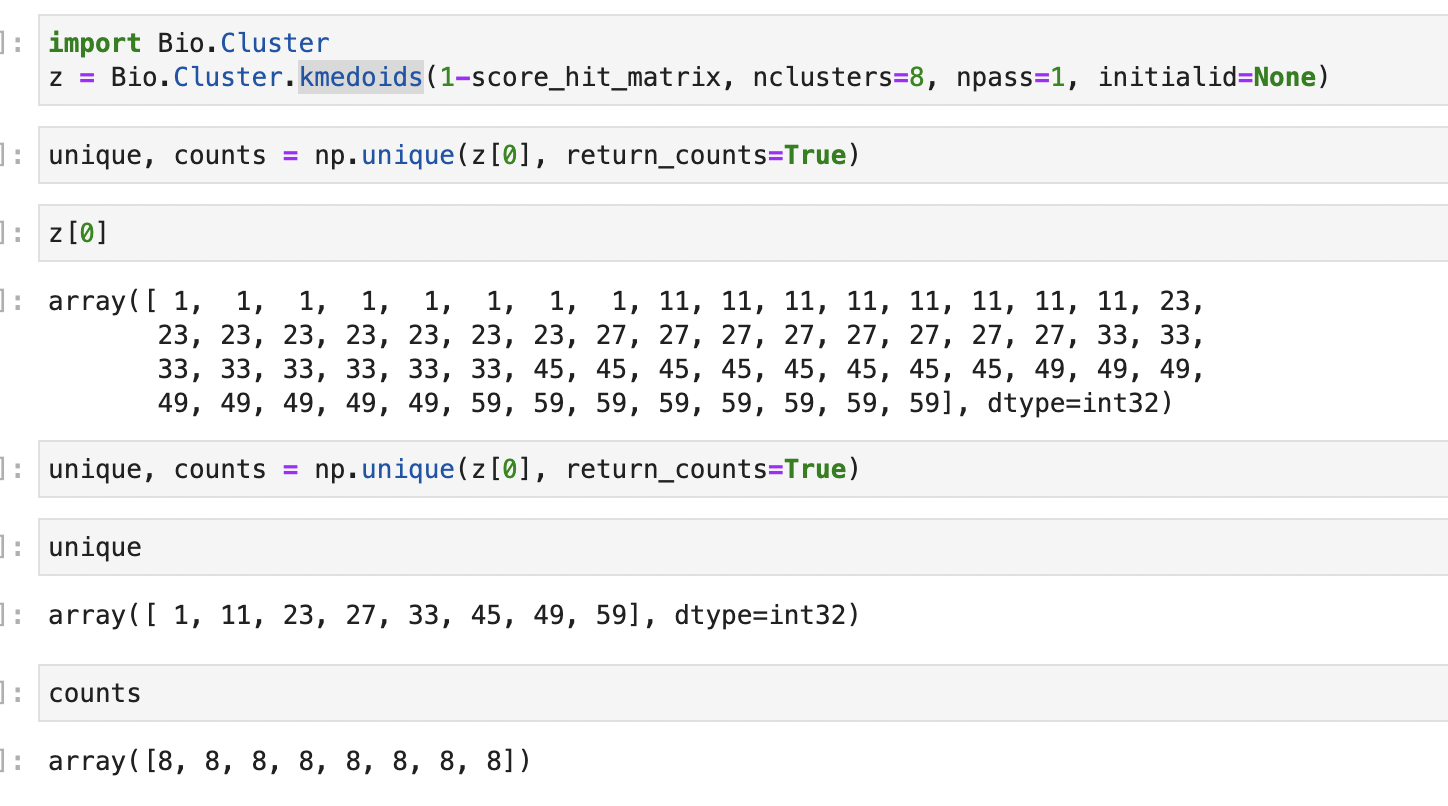 ]:
import Bio.Cluster
z = Bio.Cluster.kmedoids(1-score_hit_matrix, nclusters=8, npass=1, initialid=None)
]:
unique, counts = np.unique(z[0], return_counts=True)
]:
z[0]
]:
array([ 1,  1,  1,  1,  1,  1,  1,  1, 11, 11, 11, 11, 11, 11, 11, 11, 23,
       23, 23, 23, 23, 23, 23, 23, 27, 27, 27, 27, 27, 27, 27, 27, 33, 33,
       33, 33, 33, 33, 33, 33, 45, 45, 45, 45, 45, 45, 45, 45, 49, 49, 49,
       49, 49, 49, 49, 49, 59, 59, 59, 59, 59, 59, 59, 59], dtype=int32)
]:
unique, counts = np.unique(z[0], return_counts=True)
]:
unique
]:
array([ 1, 11, 23, 27, 33, 45, 49, 59], dtype=int32)
]:
counts
]:
array([8, 8, 8, 8, 8, 8, 8, 8])